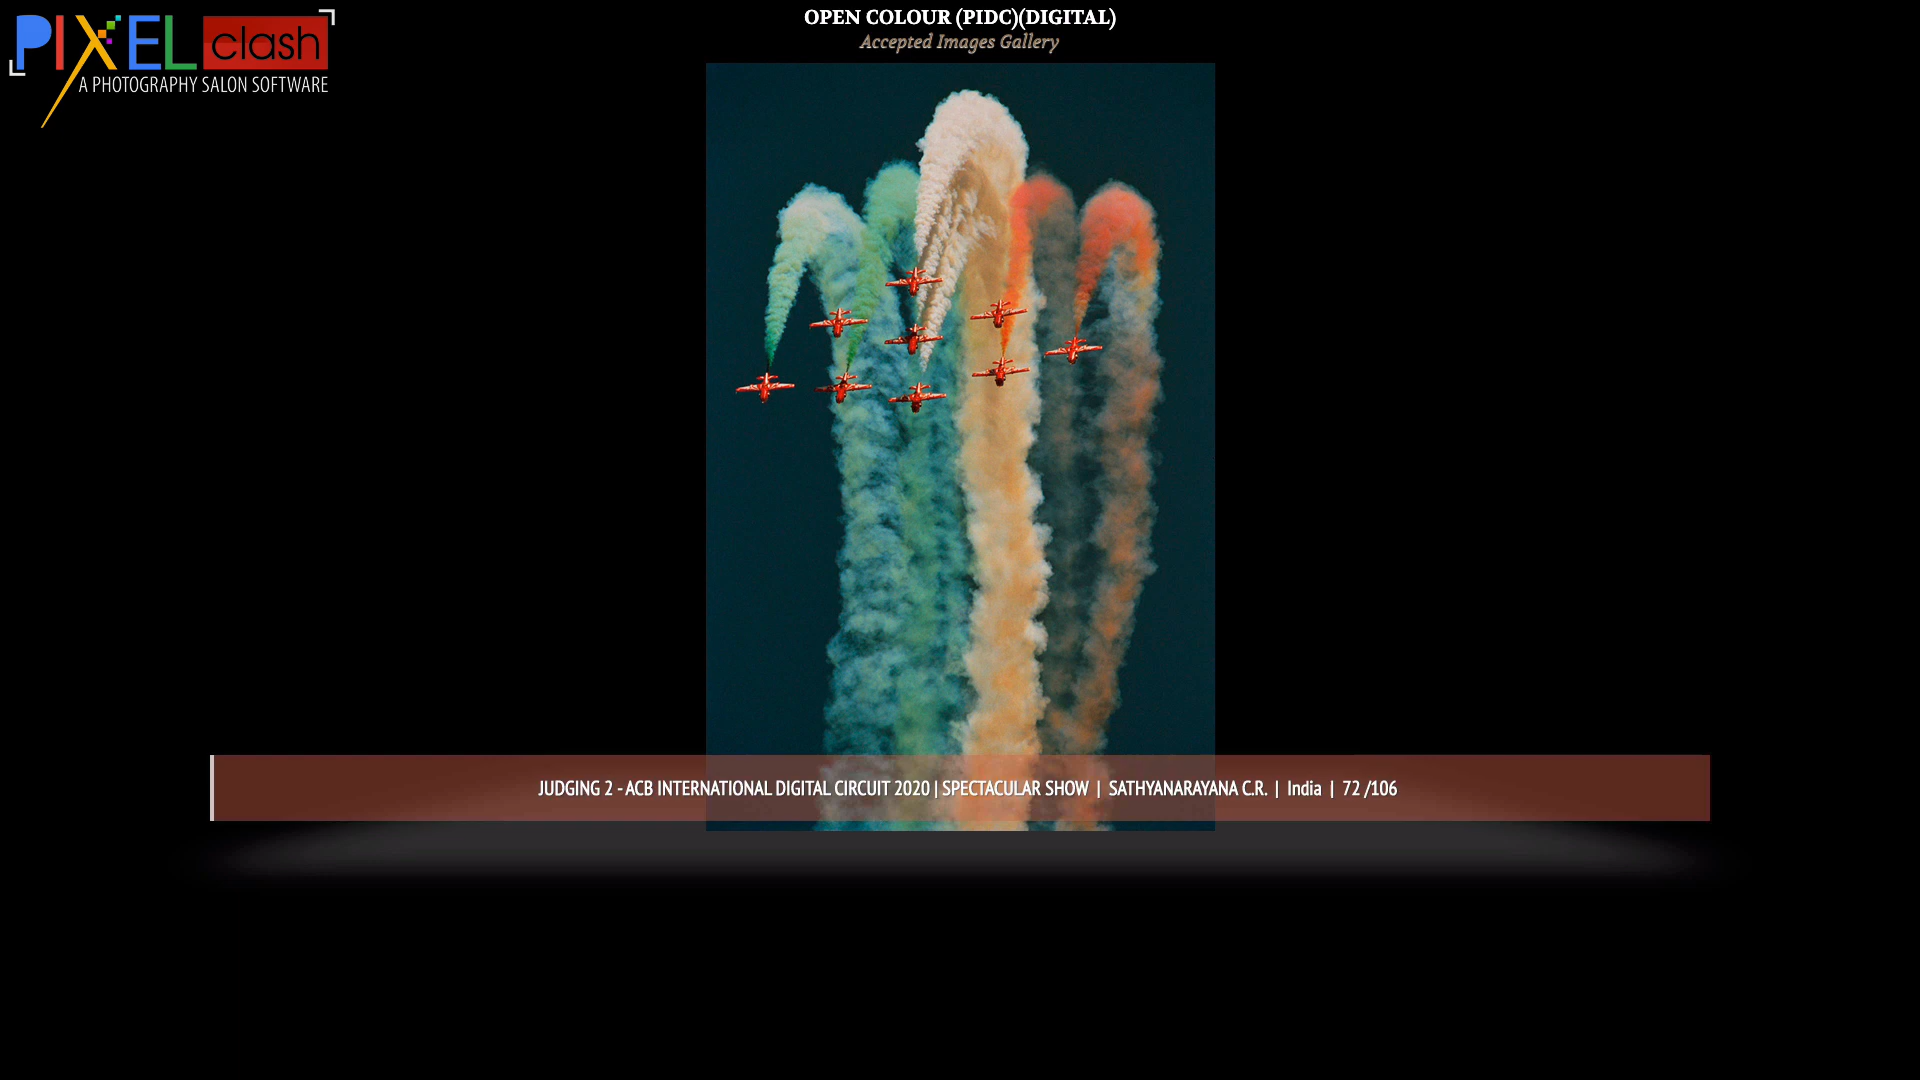 PIXEL clash
A PHOTOGRAPHY SALON SOFTWARE
OPEN COLOUR (PIDC)(DIGITAL)
Accepted Images Gallery
JUDGING 2 - ACB INTERNATIONAL DIGITAL CIRCUIT 2020 | SPECTACULAR SHOW | SATHYANARAYANA C.R. | India | 72 /106